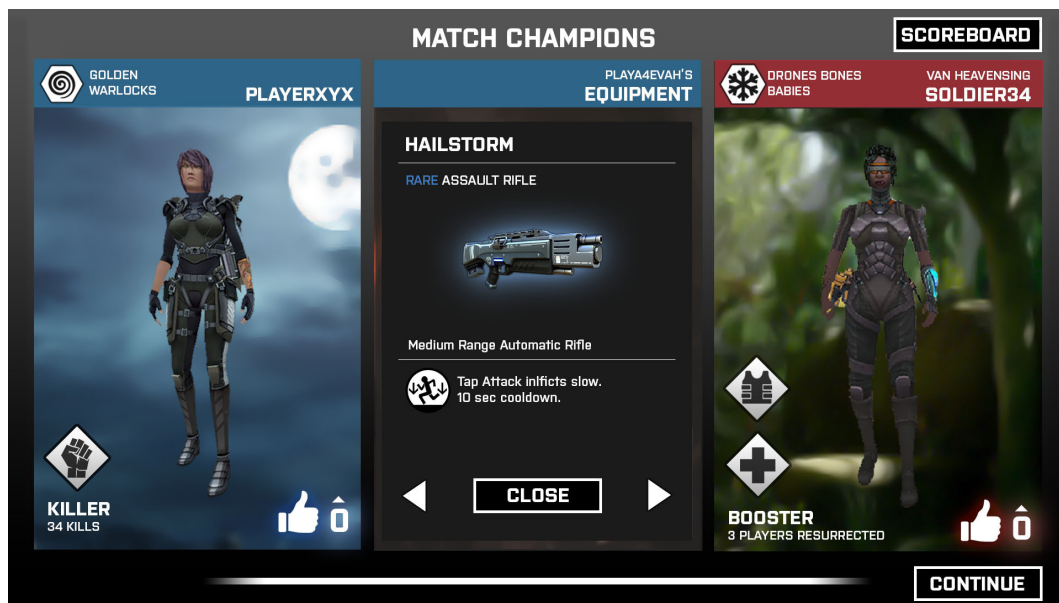 MATCH CHAMPIONS
SCOREBOARD
GOLDEN
WARLOCKS
PLAYERXYX
PLAYA4EVAH'S
EQUIPMENT
DRONES BONES
BABIES
VAN HEAVENSING
SOLDIER34
HAILSTORM
RARE ASSAULT RIFLE
Medium Range Automatic Rifle
Tap Attack inlficts slow.
10 sec cooldown.
CLOSE
KILLER
34 KILLS
0
BOOSTER
3 PLAYERS RESURRECTED
0
CONTINUE